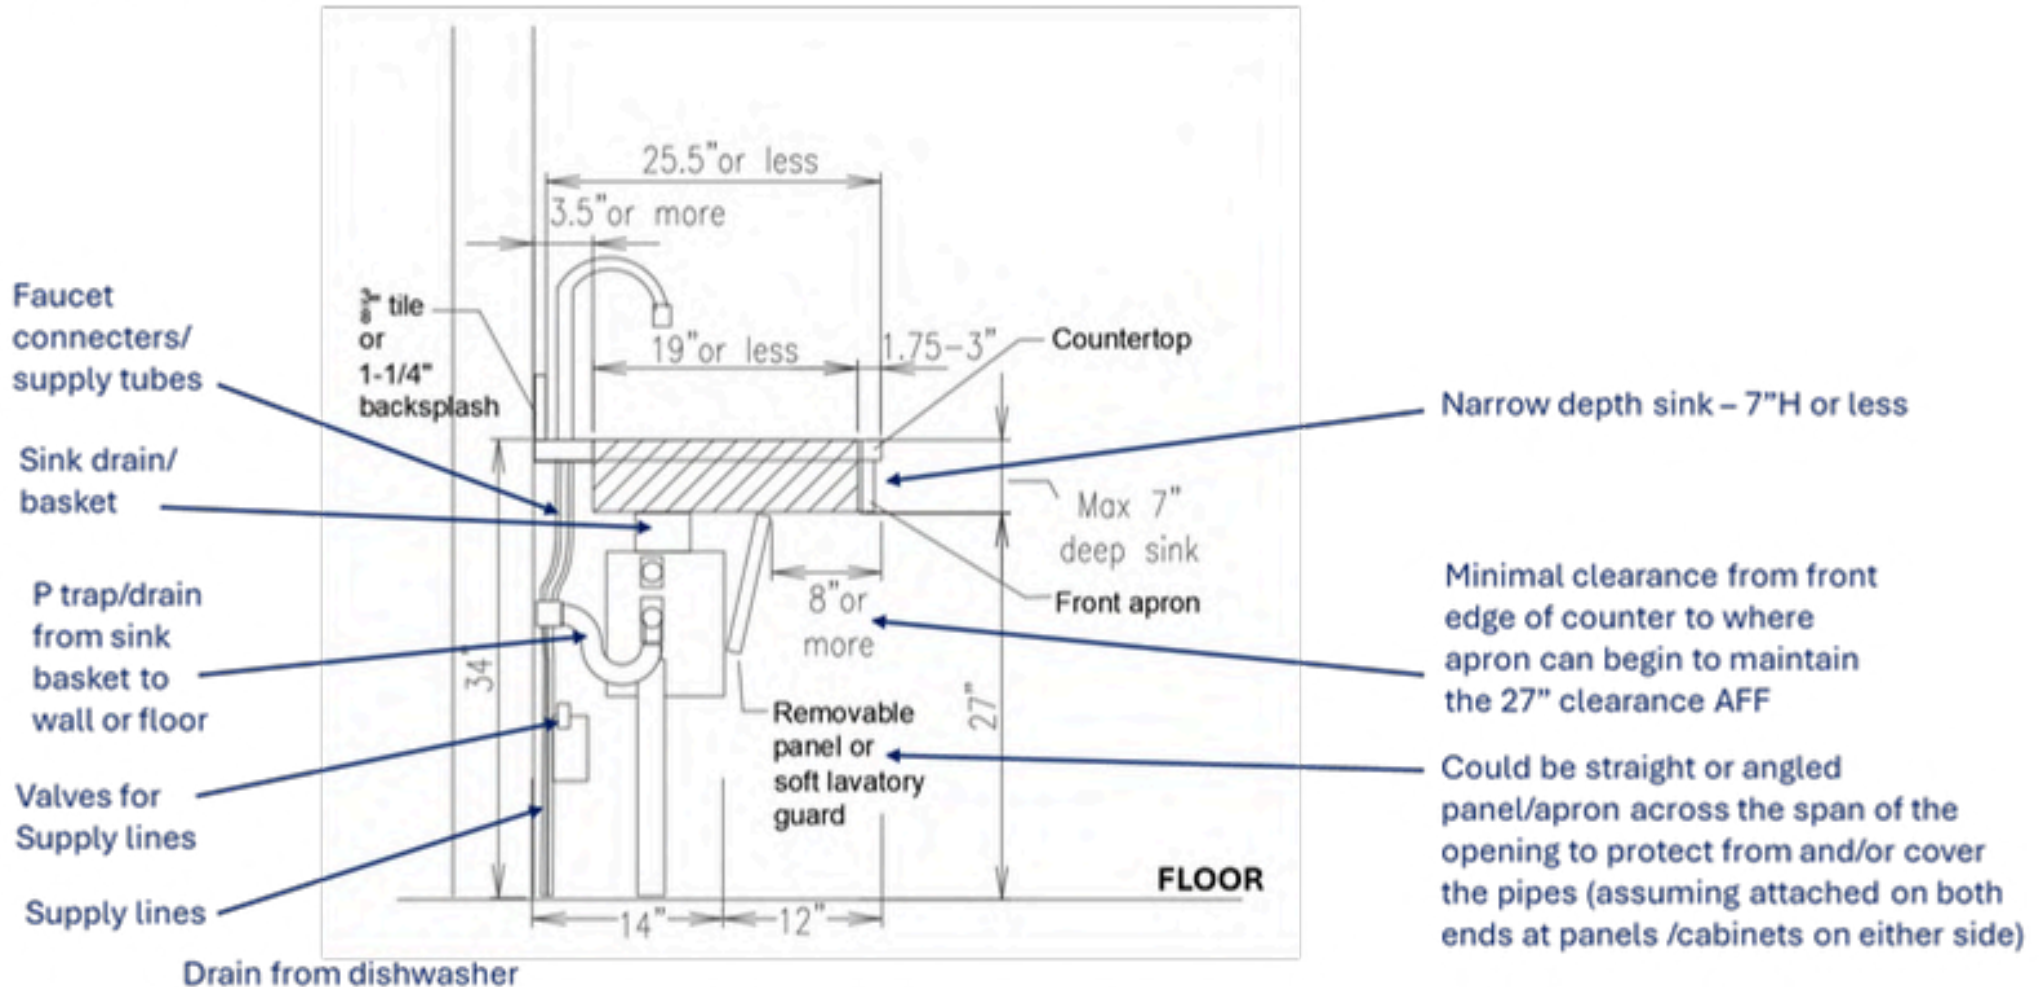 25.5"or less
3.5"or more
Faucet
connecters/
supply tubes
3/8" tile
or
1-1/4"
backsplash
19"or less
1.75-3"
Countertop
Narrow depth sink – 7"H or less
Sink drain/
basket
Max 7"
deep sink
P trap/drain
from sink
basket to
wall or floor
34"
8"or
more
Front apron
Minimal clearance from front
edge of counter to where
apron can begin to maintain
the 27" clearance AFF
27"
Removable
panel or
soft lavatory
guard
Could be straight or angled
panel/apron across the span of the
opening to protect from and/or cover
the pipes (assuming attached on both
ends at panels /cabinets on either side)
Valves for
Supply lines
Supply lines
FLOOR
14"
12"
Drain from dishwasher